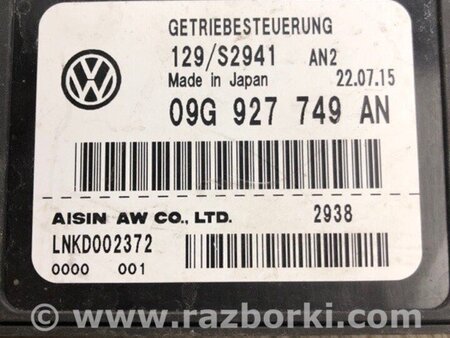 GETRIEBESTEUERUNG
129/S2941 AN2
Made in Japan 22.07.15
09G 927 749 AN
AISIN AW CO., LTD. 2938
LNKD002372
0000 001
www.razborki.com